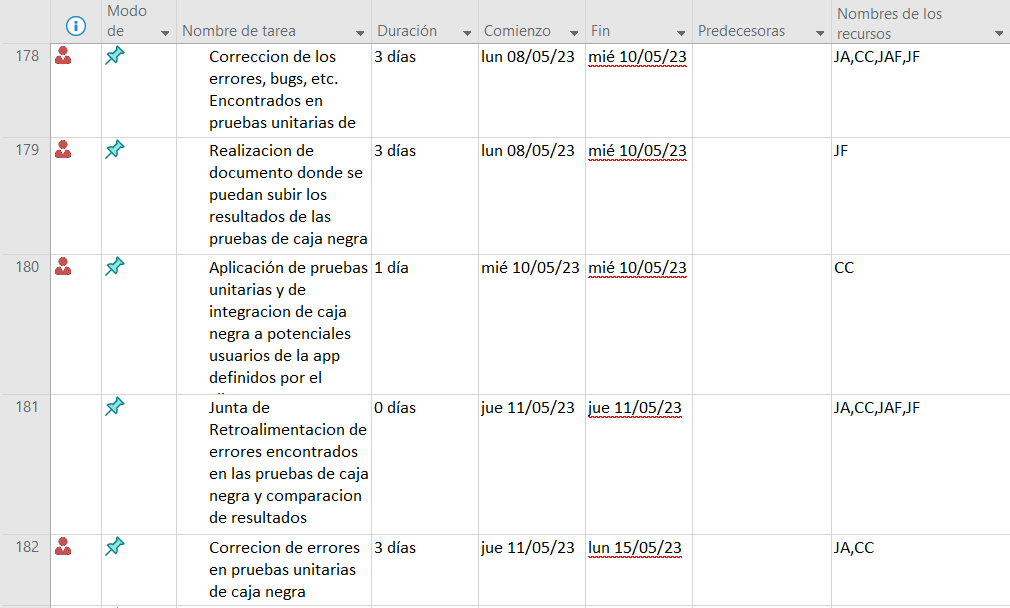 Modo de
Nombre de tarea
Duración
Comienzo
Fin
Predecesoras
Nombres de los recursos
178
Correccion de los
errores, bugs, etc.
Encontrados en
pruebas unitarias de
3 días
lun 08/05/23
mié 10/05/23
JA,CC,JAF,JF
179
Realizacion de
documento donde se
puedan subir los
resultados de las
pruebas de caja negra
3 días
lun 08/05/23
mié 10/05/23
JF
180
Aplicación de pruebas
unitarias y de
integracion de caja
negra a potenciales
usuarios de la app
definidos por el
1 día
mié 10/05/23
mié 10/05/23
CC
181
Junta de
Retroalimentacion de
errores encontrados
en las pruebas de caja
negra y comparacion
de resultados
0 días
jue 11/05/23
jue 11/05/23
JA,CC,JAF,JF
182
Correcion de errores
en pruebas unitarias
de caja negra
3 días
jue 11/05/23
lun 15/05/23
JA,CC